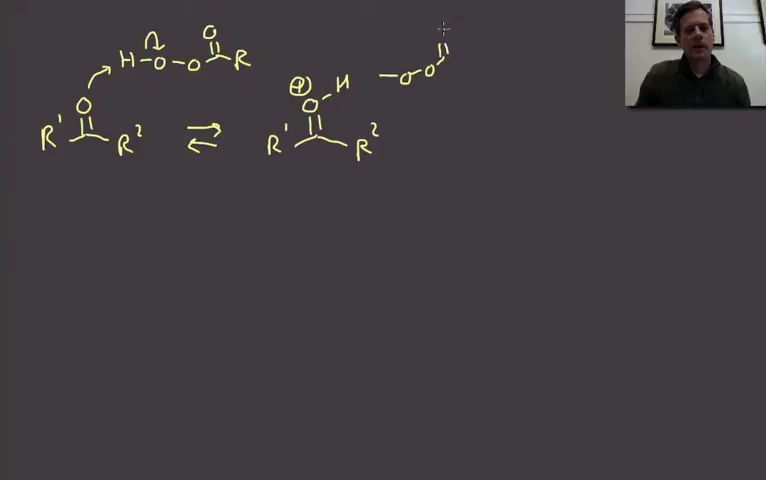 H-O-O O R
O R¹ R²
⊕ O H R¹ R²
-O-O